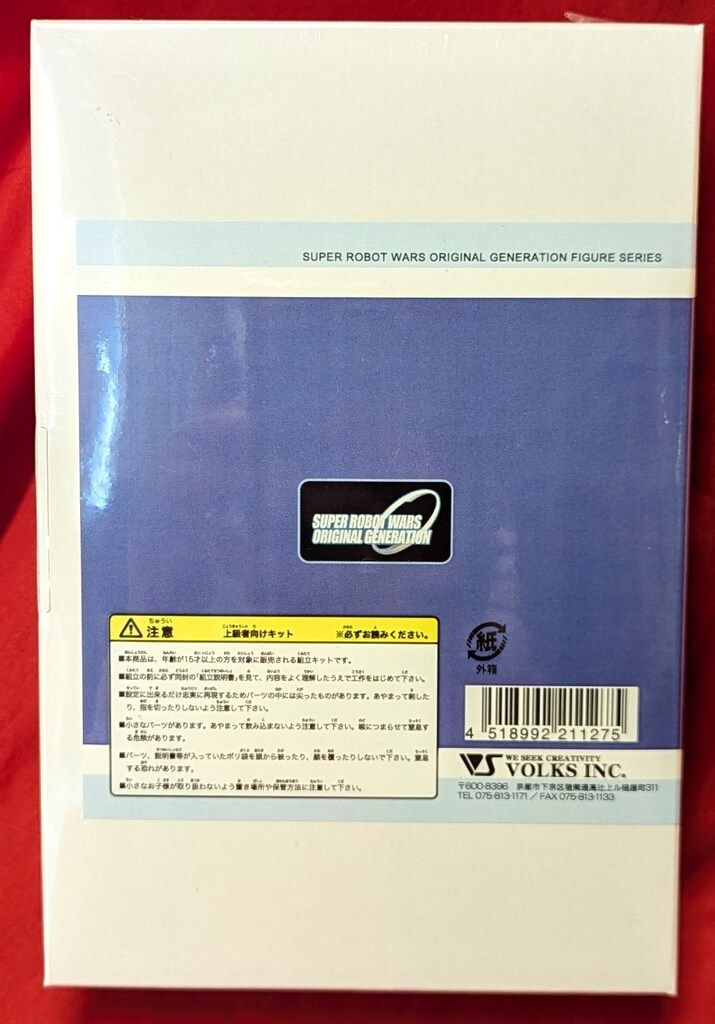 SUPER ROBOT WARS ORIGINAL GENERATION FIGURE SERIES
SUPER ROBOT WARS
ORIGINAL GENERATION
注意 上級者向けキット ※必ずお読みください。
■本商品は、年齢が15才以上の方を対象に販売される組立キットです。
■組立の前に必ず同封の「組立説明書」を見て、内容をよく理解したうえで工作をはじめて下さい。
■設定に出来るだけ忠実に再現するためパーツの中には尖ったものがあります。あやまって刺した
り、指を切ったりしないよう注意して下さい。
■小さなパーツがあります。あやまって飲み込まないよう注意して下さい。喉につまらせて窒息す
る危険があります。
■パーツ、説明書等が入っていたポリ袋を頭から被ったり、顔を覆ったりしないで下さい。窒息
する恐れがあります。
■小さなお子様が取り扱わないよう置き場所や保管方法に注意して下さい。
紙
外箱
4 518992 211275
VS WE SEEK CREATIVITY
VOLKS INC.
〒600-8396 京都市下京区猪熊通高辻上ル樋屋町311
TEL 075-813-1171 / FAX 075-813-1133